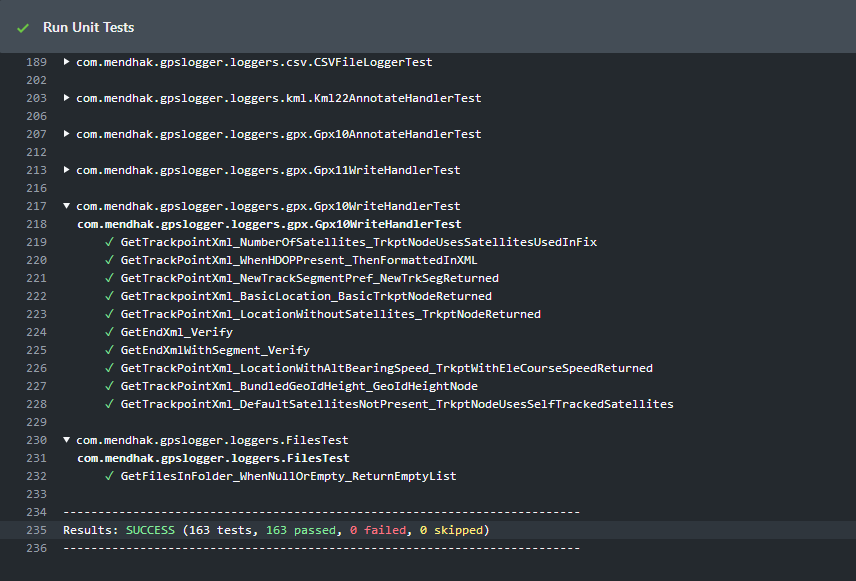 Run Unit Tests
189 com.mendhak.gpslogger.loggers.csv.CSVFileLoggerTest
202
203 com.mendhak.gpslogger.loggers.kml.Kml22AnnotateHandlerTest
206
207 com.mendhak.gpslogger.loggers.gpx.Gpx10AnnotateHandlerTest
212
213 com.mendhak.gpslogger.loggers.gpx.Gpx11WriteHandlerTest
216
217 com.mendhak.gpslogger.loggers.gpx.Gpx10WriteHandlerTest
218 com.mendhak.gpslogger.loggers.gpx.Gpx10WriteHandlerTest
219 ✓ GetTrackpointXml_NumberOfSatellites_TrkptNodeUsesSatellitesUsedInFix
220 ✓ GetTrackPointXml_WhenHDOPPresent_ThenFormattedInXML
221 ✓ GetTrackPointXml_NewTrackSegmentPref_NewTrkSegReturned
222 ✓ GetTrackPointXml_BasicLocation_BasicTrkptNodeReturned
223 ✓ GetTrackPointXml_LocationWithoutSatellites_TrkptNodeReturned
224 ✓ GetEndXml_Verify
225 ✓ GetEndXmlWithSegment_Verify
226 ✓ GetTrackPointXml_LocationWithAltBearingSpeed_TrkptWithEleCourseSpeedReturned
227 ✓ GetTrackPointXml_BundledGeoIdHeight_GeoIdHeightNode
228 ✓ GetTrackPointXml_DefaultSatellitesNotPresent_TrkptNodeUsesSelfTrackedSatellites
229
230 com.mendhak.gpslogger.loggers.FilesTest
231 com.mendhak.gpslogger.loggers.FilesTest
232 ✓ GetFilesInFolder_WhenNullOrEmpty_ReturnEmptyList
233
234 -------------------------------------------------------------------------------
235 Results: SUCCESS (163 tests, 163 passed, 0 failed, 0 skipped)
236 -------------------------------------------------------------------------------